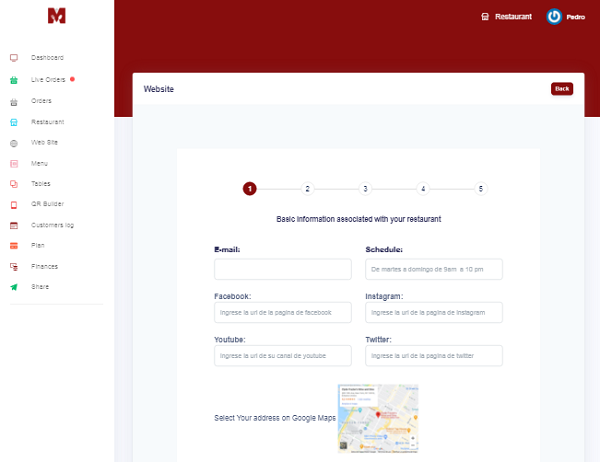 Restaurant
Pedro
Dashboard
Live Orders
Orders
Restaurant
Web Site
Menu
Tables
QR Builder
Customers log
Plan
Finances
Share
Website
Back
1
2
3
4
5
Basic information associated with your restaurant
E-mail:
Schedule:
De martes a domingo de 9am a 10 pm
Facebook:
Instagram:
Ingrese la url de la pagina de facebook
Ingrese la url de la pagina de Instagram
Youtube:
Twitter:
Ingrese la url de su canal de youtube
Ingrese la url de la pagina de twitter
Select Your address on Google Maps